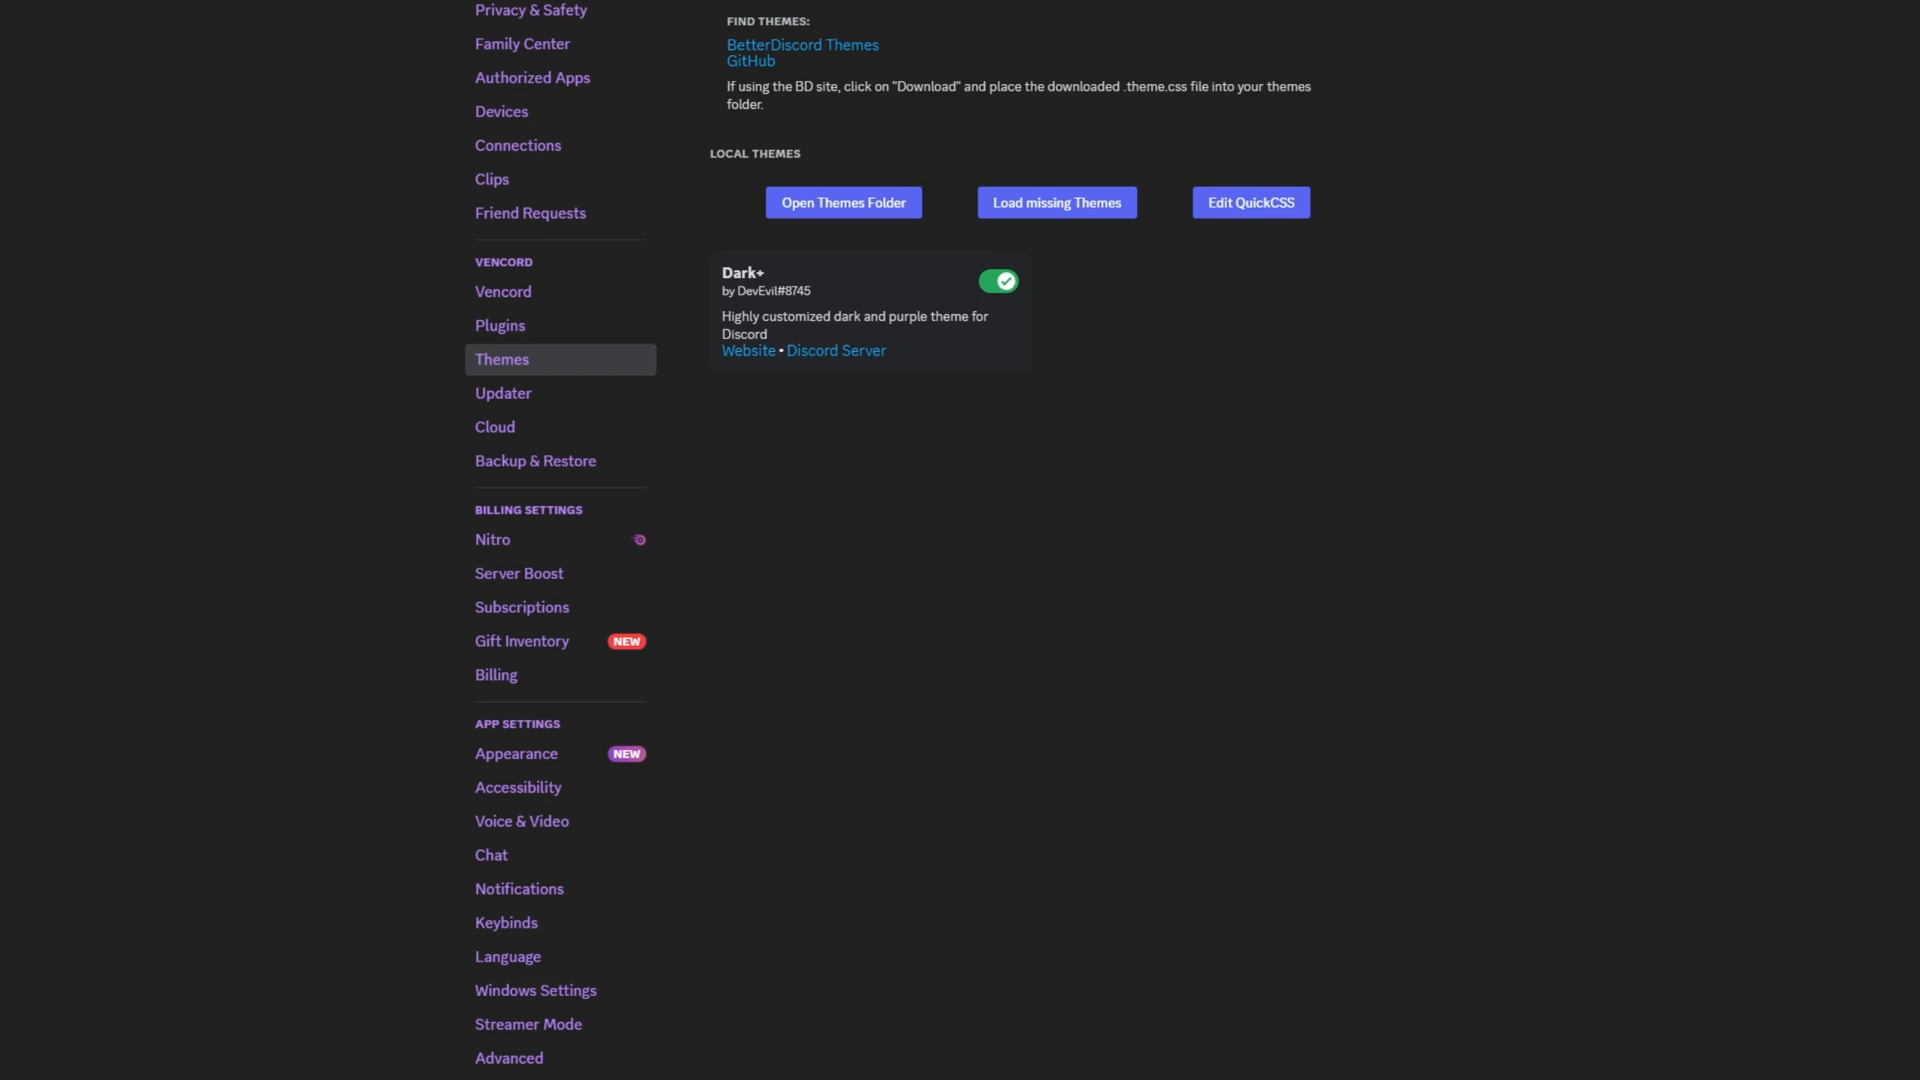 Privacy & Safety
Family Center
Authorized Apps
Devices
Connections
Clips
Friend Requests
VENCORD
Vencord
Plugins
Themes
Updater
Cloud
Backup & Restore
BILLING SETTINGS
Nitro
Server Boost
Subscriptions
Gift Inventory NEW
Billing
APP SETTINGS
Appearance NEW
Accessibility
Voice & Video
Chat
Notifications
Keybinds
Language
Windows Settings
Streamer Mode
Advanced
FIND THEMES:
BetterDiscord Themes
GitHub
If using the BD site, click on "Download" and place the downloaded .theme.css file into your themes
folder.
LOCAL THEMES
Open Themes Folder Load missing Themes Edit QuickCSS
Dark+
by DevEvil#8745
Highly customized dark and purple theme for
Discord
Website • Discord Server